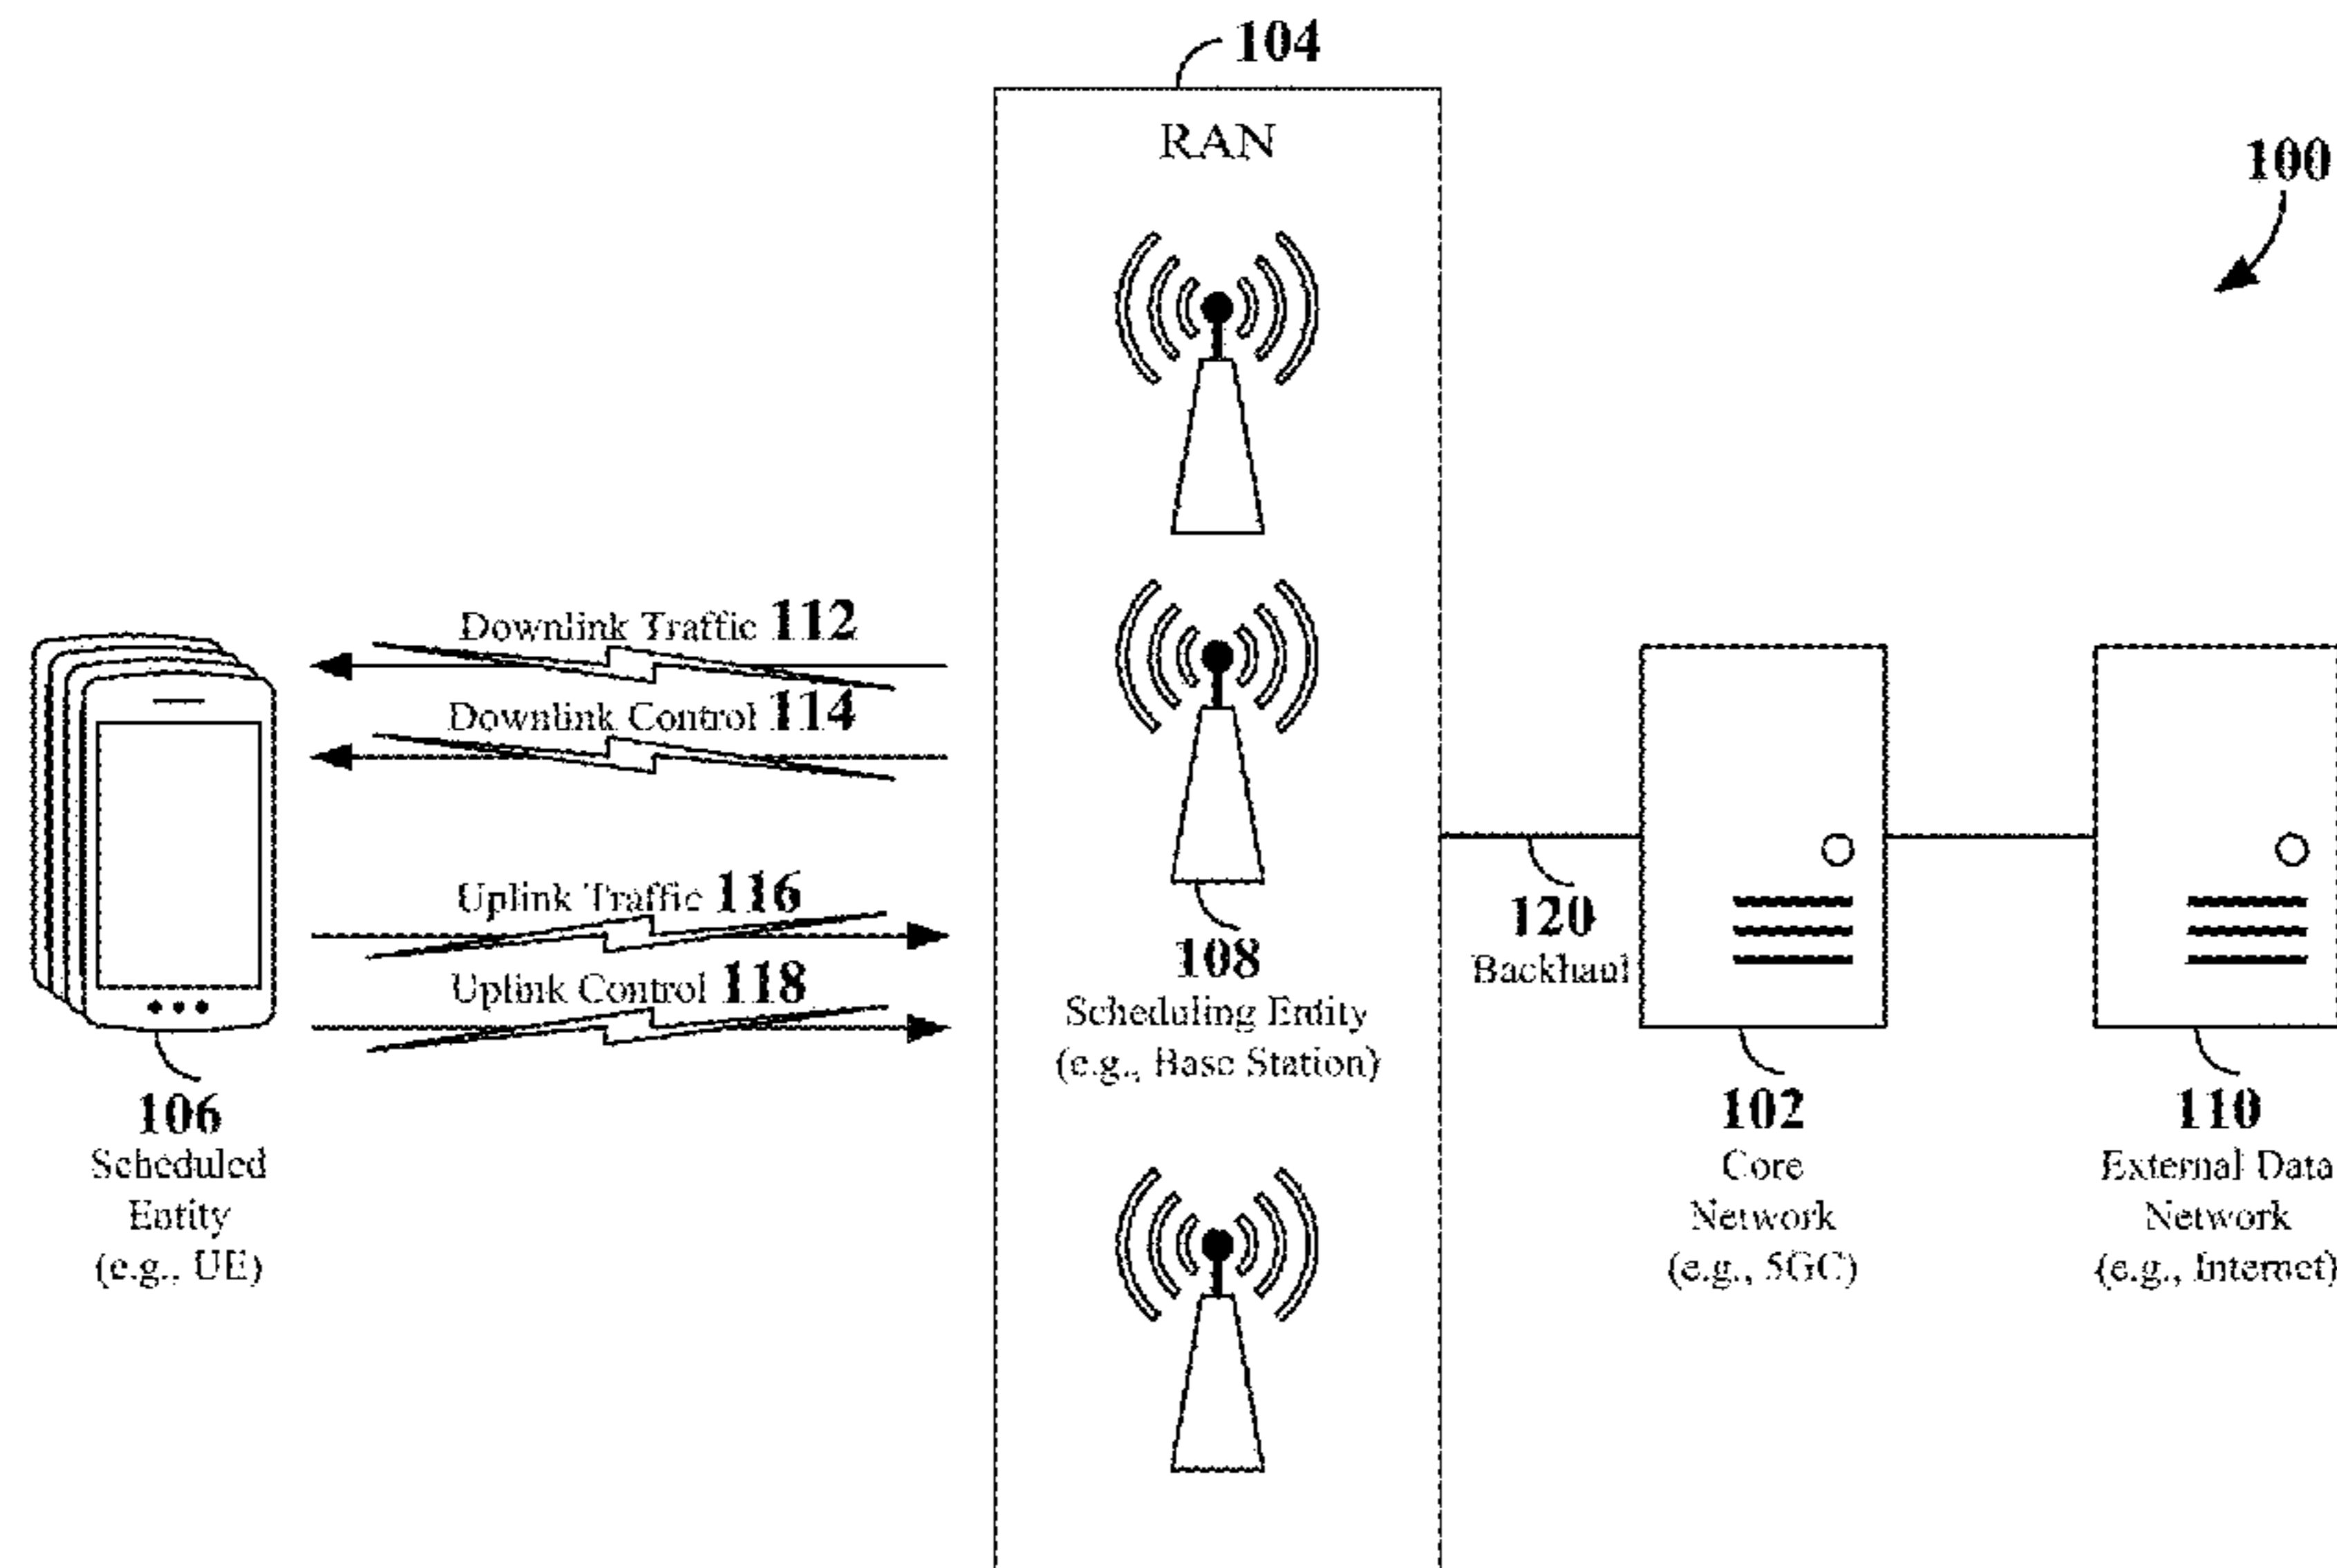 104
RAN
100
Downlink Traffic 112
Downlink Control 114
Uplink Traffic 116
Uplink Control 118
106
Scheduled
Entity
(e.g., UE)
108
Scheduling Entity
(e.g., Base Station)
120
Backhaul
102
Core
Network
(e.g., 5GC)
110
External Data
Network
(e.g., Internet)